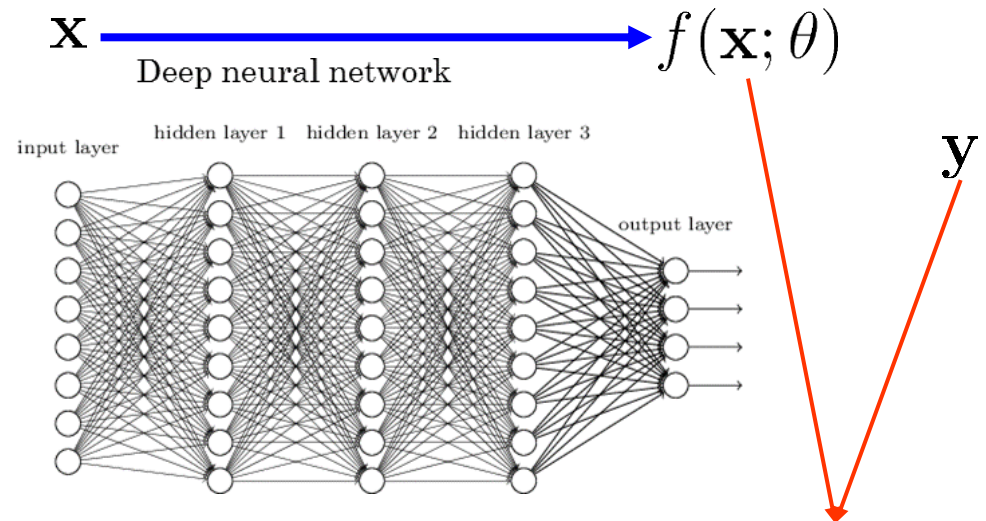 x
f(x; θ)
Deep neural network
hidden layer 1 hidden layer 2 hidden layer 3
input layer
y
output layer